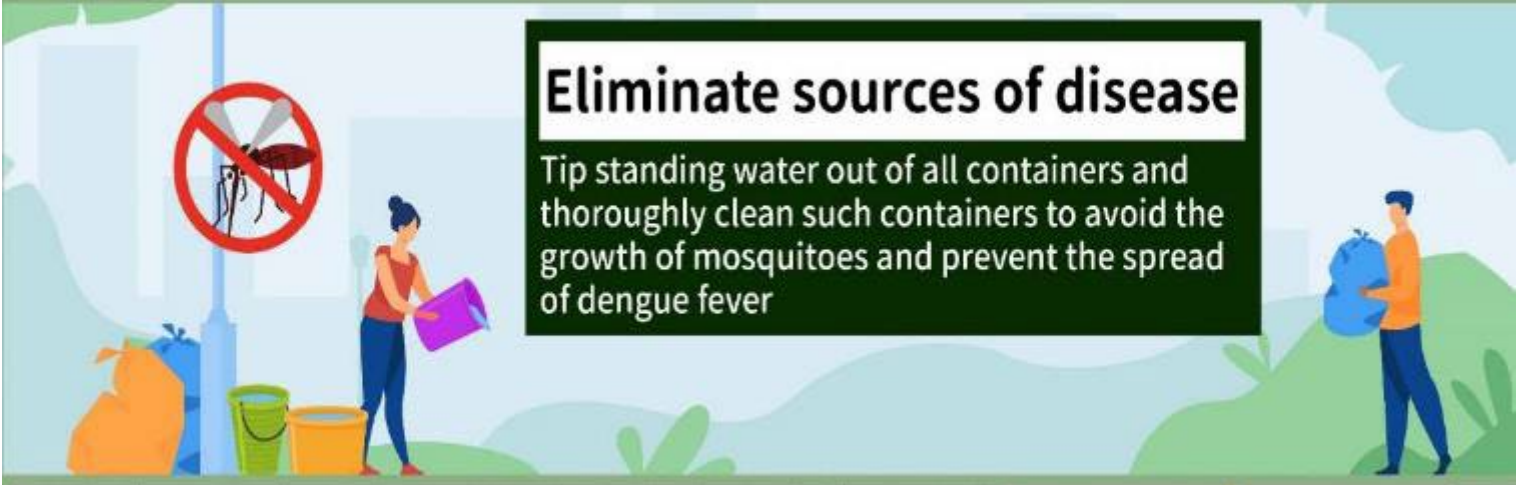 Eliminate sources of disease
Tip standing water out of all containers and
thoroughly clean such containers to avoid the
growth of mosquitoes and prevent the spread
of dengue fever